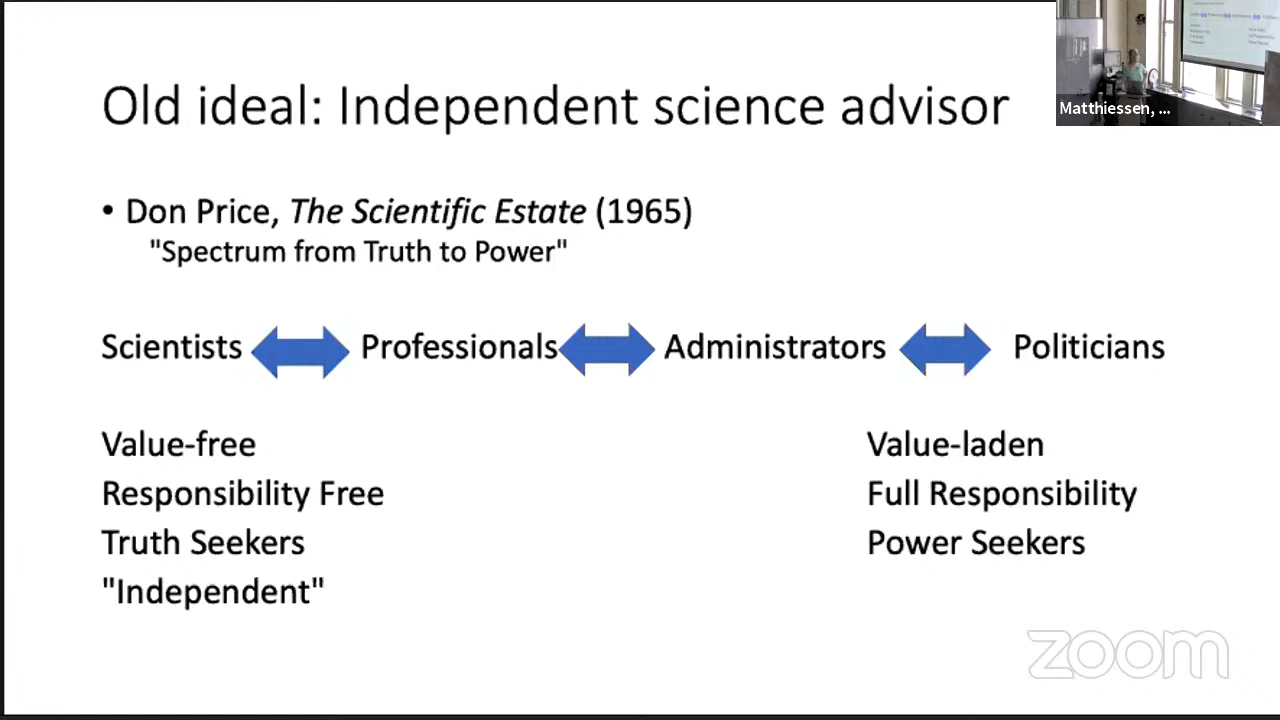 Old ideal: Independent science advisor
Matthiessen, ...
• Don Price, The Scientific Estate (1965)
"Spectrum from Truth to Power"
Scientists Professionals Administrators Politicians
Value-free Value-laden
Responsibility Free Full Responsibility
Truth Seekers Power Seekers
"Independent"
zoom